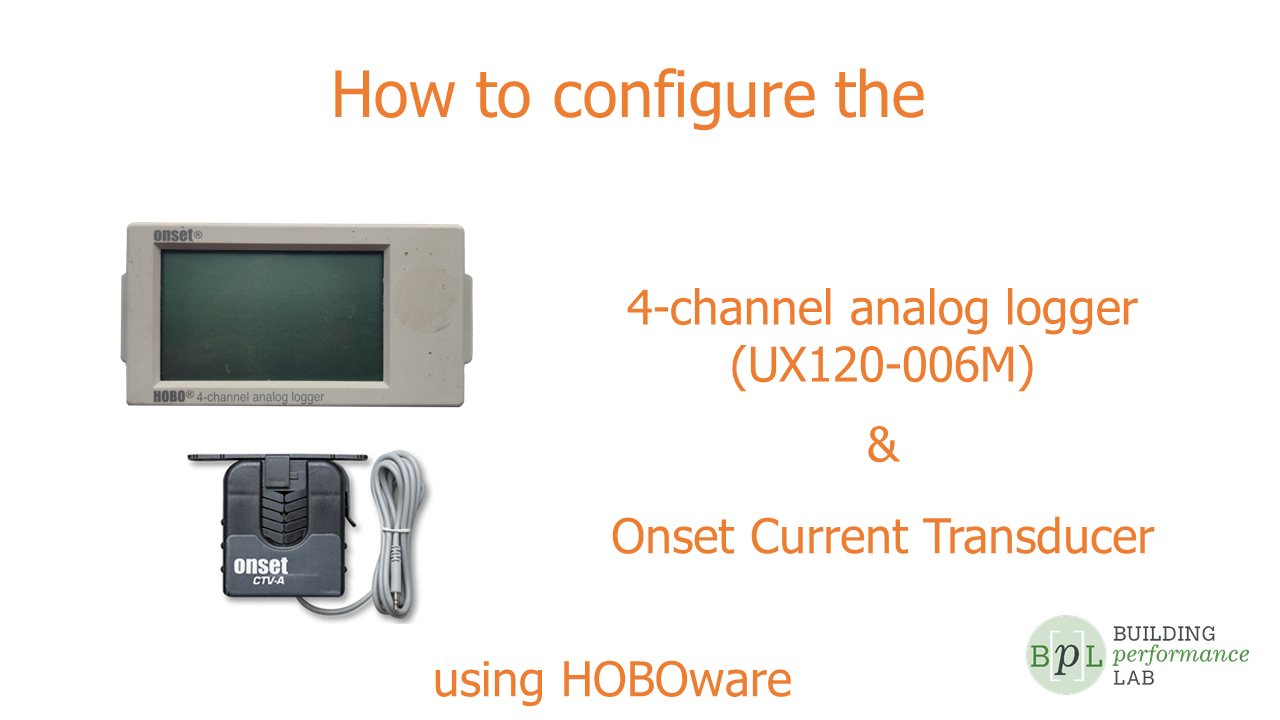 How to configure the
onset®
HOBO® 4-channel analog logger
4-channel analog logger
(UX120-006M)
&
Onset Current Transducer
onset
CTV-A
using HOBOware
B[p]L
BUILDING
performance
LAB